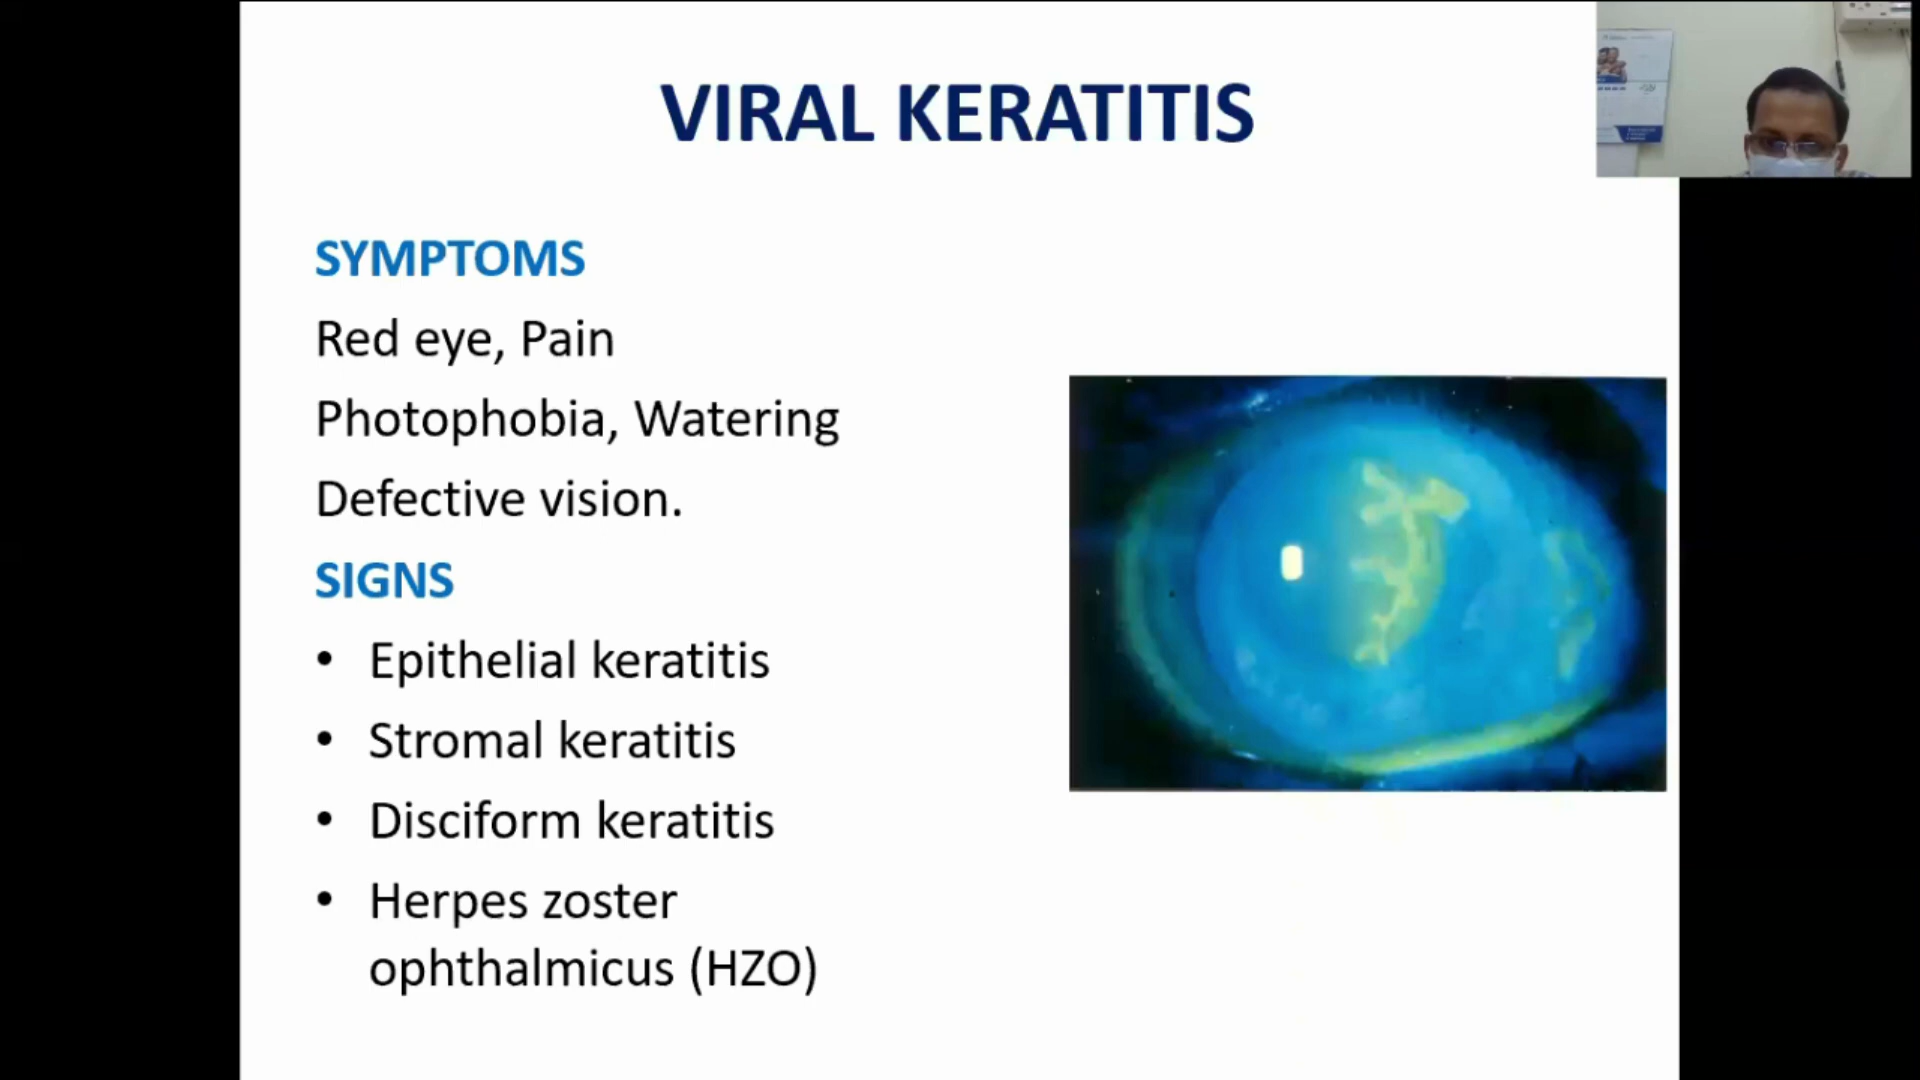 VIRAL KERATITIS
SYMPTOMS
Red eye, Pain
Photophobia, Watering
Defective vision.
SIGNS
• Epithelial keratitis
• Stromal keratitis
• Disciform keratitis
• Herpes zoster
ophthalmicus (HZO)